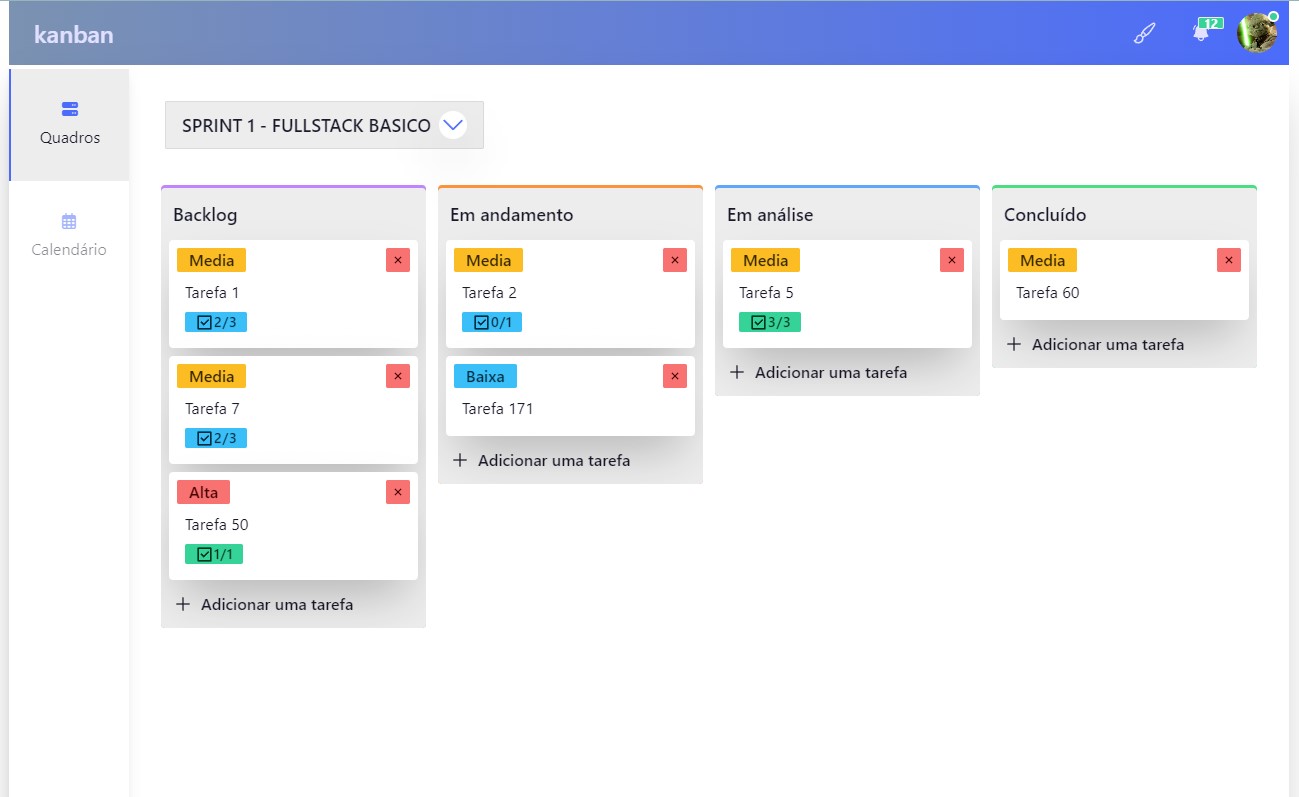 kanban
12
Quadros
Calendário
SPRINT 1 - FULLSTACK BASICO
Backlog
Media
×
Tarefa 1
2/3
Media
×
Tarefa 7
2/3
Alta
×
Tarefa 50
1/1
+ Adicionar uma tarefa
Em andamento
Media
×
Tarefa 2
0/1
Baixa
×
Tarefa 171
+ Adicionar uma tarefa
Em análise
Media
×
Tarefa 5
3/3
+ Adicionar uma tarefa
Concluído
Media
×
Tarefa 60
+ Adicionar uma tarefa